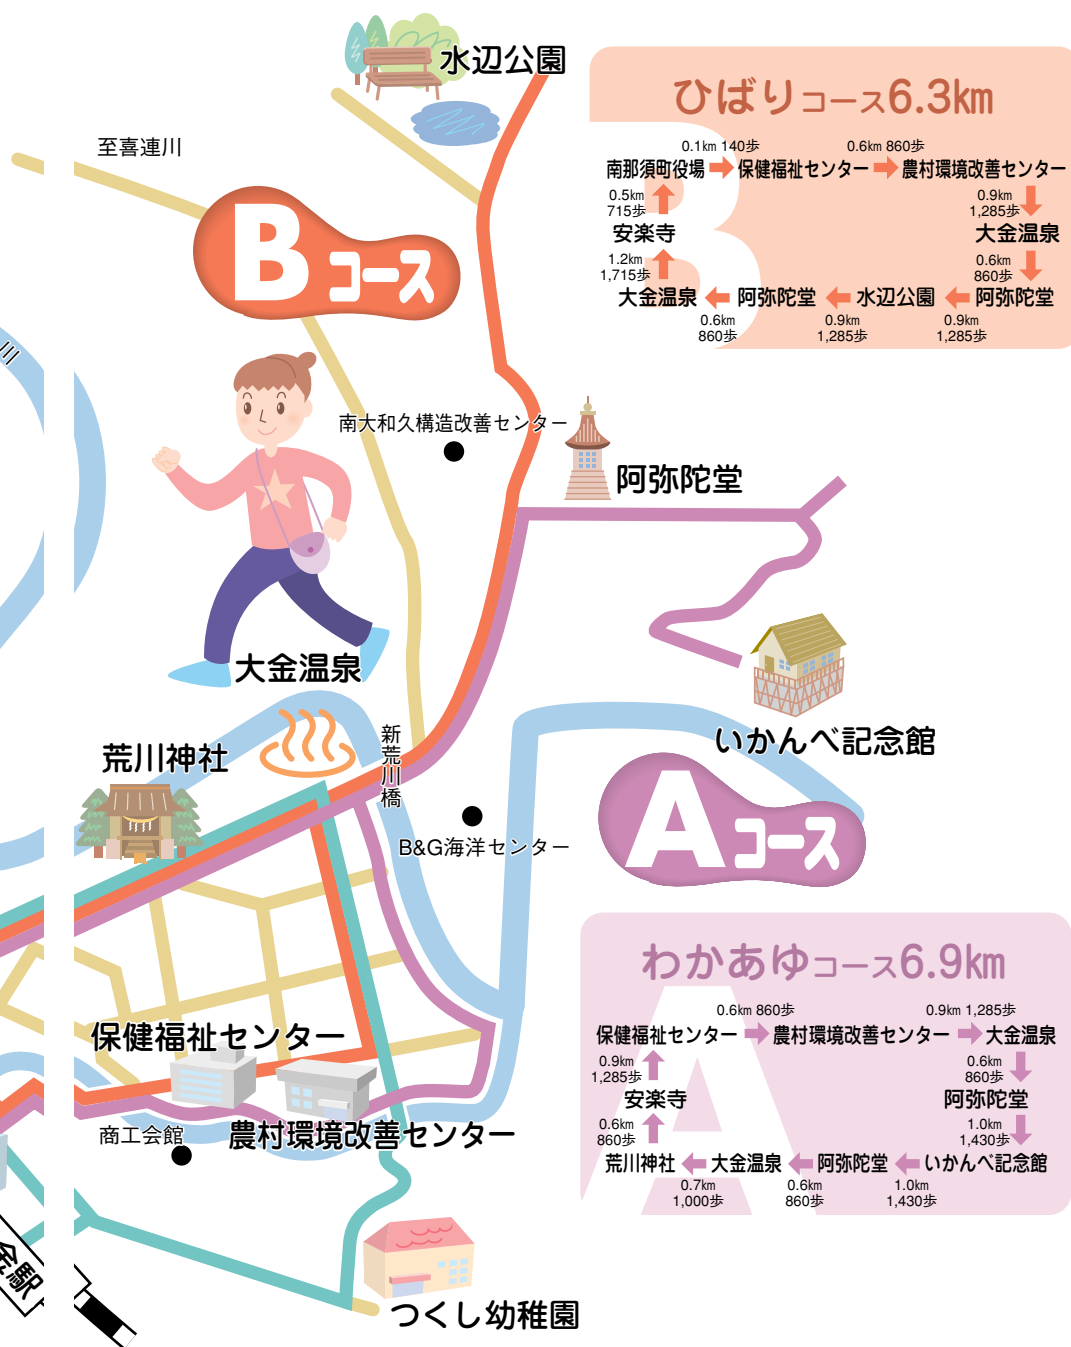 水辺公園
至喜連川
Bコース
ひばりコース6.3km
0.1km 140歩
0.6km 860歩
南那須町役場
保健福祉センター
農村環境改善センター
0.5km
715歩
0.9km
1,285歩
安楽寺
大金温泉
1.2km
1,715歩
0.6km
860歩
大金温泉
阿弥陀堂
水辺公園
阿弥陀堂
0.6km
860歩
0.9km
1,285歩
0.9km
1,285歩
川
南大和久構造改善センター
阿弥陀堂
大金温泉
新荒川橋
荒川神社
いかんべ記念館
B&G海洋センター
Aコース
わかあゆコース6.9km
0.6km 860歩
0.9km 1,285歩
保健福祉センター
農村環境改善センター
大金温泉
0.9km
1,285歩
0.6km
860歩
安楽寺
阿弥陀堂
0.6km
860歩
1.0km
1,430歩
荒川神社
大金温泉
阿弥陀堂
いかんべ記念館
0.7km
1,000歩
0.6km
860歩
1.0km
1,430歩
保健福祉センター
商工会館
農村環境改善センター
金駅
つくし幼稚園